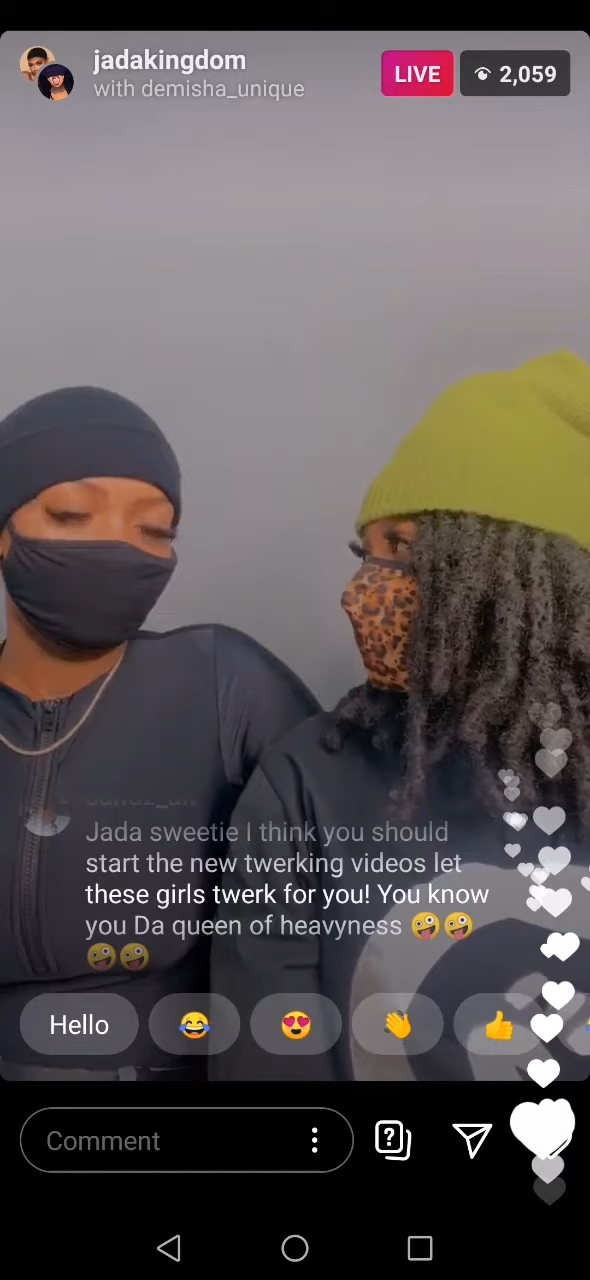 jadakingdom
with demisha_unique
LIVE
2,059
Jada sweetie I think you should
start the new twerking videos let
these girls twerk for you! You know
you Da queen of heavyness 🤪🤪
🤪🤪
Hello
Comment